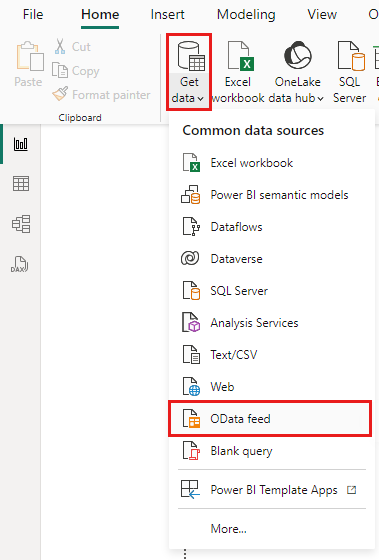 File Home Insert Modeling View O
Paste
Cut
Copy
Format painter
Clipboard
Get
data
Excel
workbook
OneLake
data hub
SQL
Server
Common data sources
Excel workbook
Power BI semantic models
Dataflows
Dataverse
SQL Server
Analysis Services
Text/CSV
Web
OData feed
Blank query
Power BI Template Apps
More...
DAX